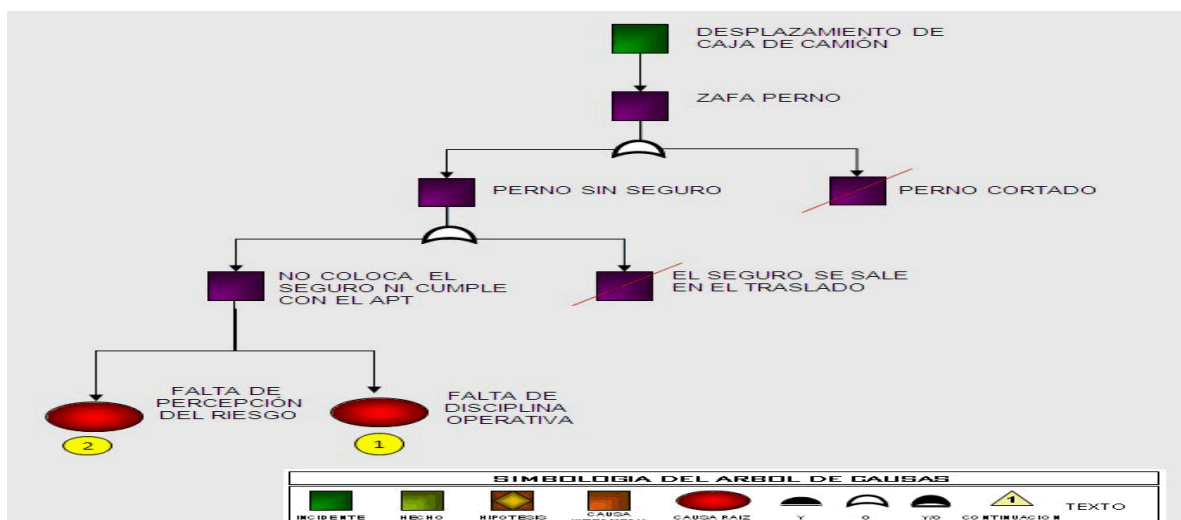 DESPLAZAMIENTO DE
CAJA DE CAMIÓN
ZAFA PERNO
PERNO SIN SEGURO
PERNO CORTADO
NO COLOCA EL
SEGURO NI CUMPLE
CON EL APT
EL SEGURO SE SALE
EN EL TRASLADO
FALTA DE
PERCEPCIÓN
DEL RIESGO
FALTA DE
DISCIPLINA
OPERATIVA
2
1
SIMBOLOGIA DEL ARBOL DE CAUSAS
1
TEXTO
INCIDENTE HECHO HIPOTESIS CAUSA CAUSA RAIZ Y O Y/O CONTINUACION